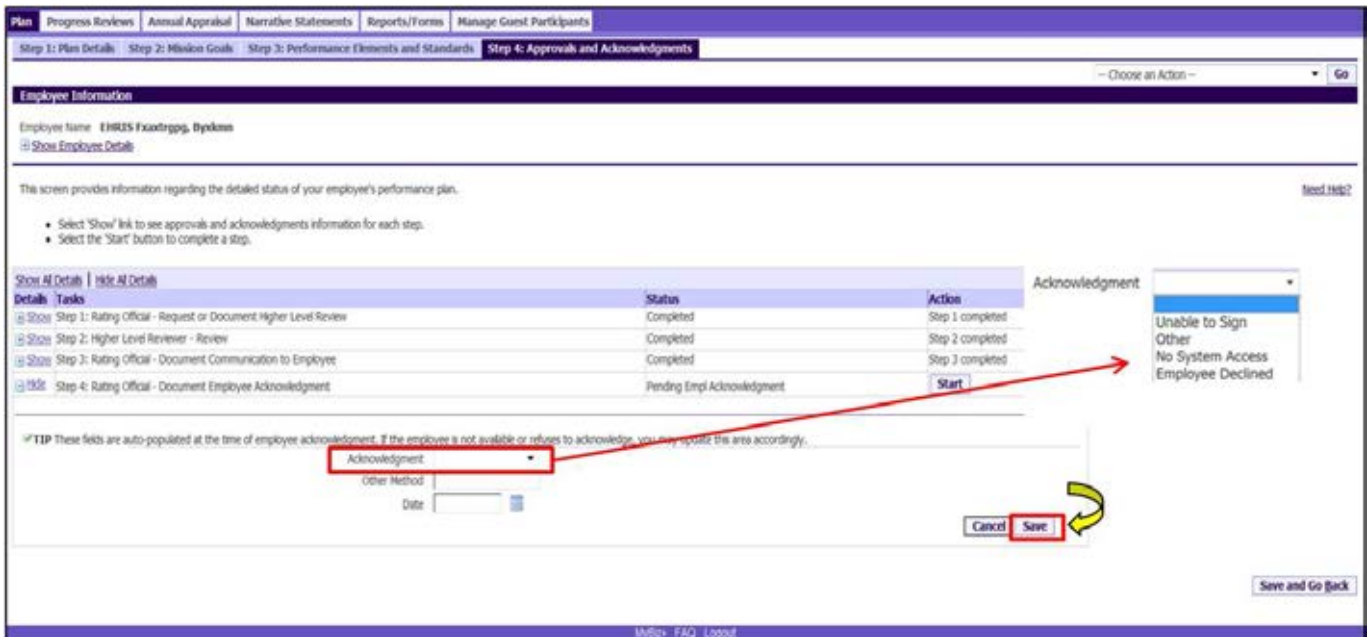 Plan Progress Reviews Annual Appraisal Narrative Statements Reports/Forms Manage Guest Participants
Step 1: Plan Details Step 2: Mission Goals Step 3: Performance Elements and Standards Step 4: Approvals and Acknowledgments
-- Choose an Action -- Go
Employee Information
Employee Name EHRIS Fxaxtrgpg, Byxkmn
Show Employee Details
This screen provides information regarding the detailed status of your employee's performance plan. Need Help?
• Select 'Show' link to see approvals and acknowledgments information for each step.
• Select the 'Start' button to complete a step.
Show All Details | Hide All Details
Details Tasks Status Action
Show Step 1: Rating Official - Request or Document Higher Level Review Completed Step 1 completed
Show Step 2: Higher Level Reviewer - Review Completed Step 2 completed
Show Step 3: Rating Official - Document Communication to Employee Completed Step 3 completed
Hide Step 4: Rating Official - Document Employee Acknowledgment Pending Empl Acknowledgment Start
Acknowledgment
Unable to Sign
Other
No System Access
Employee Declined
TIP These fields are auto-populated at the time of employee acknowledgment. If the employee is not available or refuses to acknowledge, you may update this area accordingly.
Acknowledgment
Other Method
Date
Cancel Save
Save and Go Back
MyBiz+ FAQ Logout